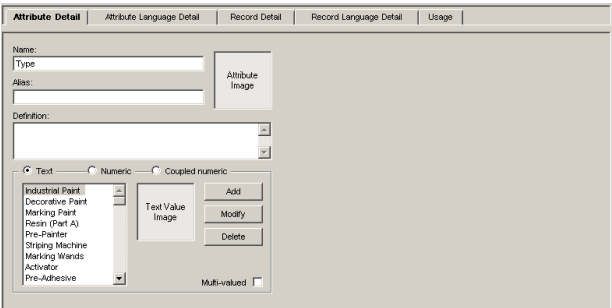 Attribute Detail Attribute Language Detail Record Detail Record Language Detail Usage
Name:
Type
Attribute
Image
Alias:
Definition:
Text Numeric Coupled numeric
Industrial Paint
Decorative Paint
Marking Paint
Resin (Part A)
Pre-Painter
Striping Machine
Marking Wands
Activator
Pre-Adhesive
Text Value
Image
Add
Modify
Delete
Multi-valued